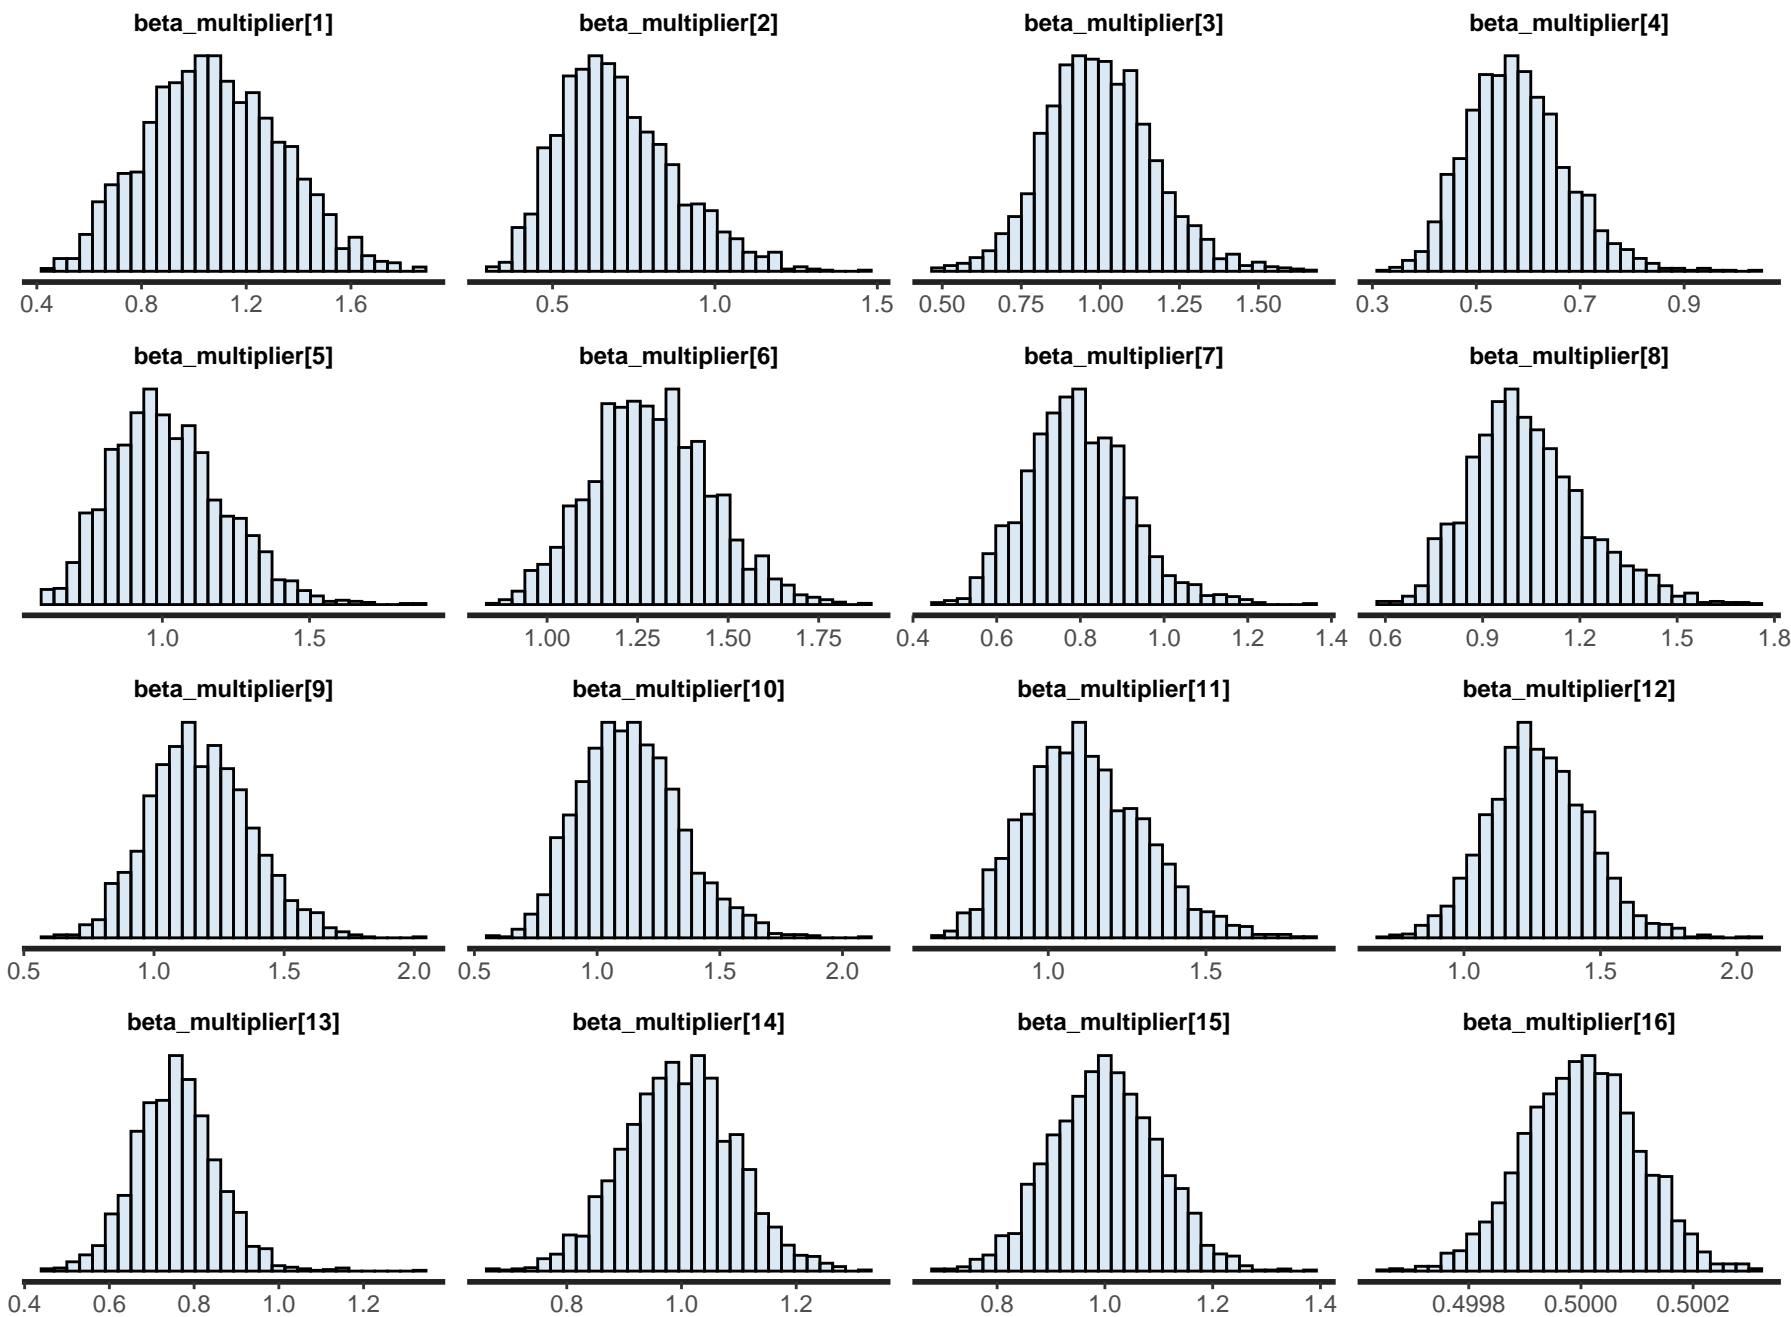 beta_multiplier[1] beta_multiplier[2] beta_multiplier[3] beta_multiplier[4]
0.4 0.8 1.2 1.6 0.5 1.0 1.5 0.50 0.75 1.00 1.25 1.50 0.3 0.5 0.7 0.9
beta_multiplier[5] beta_multiplier[6] beta_multiplier[7] beta_multiplier[8]
1.0 1.5 1.00 1.25 1.50 1.75 0.4 0.6 0.8 1.0 1.2 1.4 0.6 0.9 1.2 1.5 1.8
beta_multiplier[9] beta_multiplier[10] beta_multiplier[11] beta_multiplier[12]
0.5 1.0 1.5 2.0 0.5 1.0 1.5 2.0 1.0 1.5 1.0 1.5 2.0
beta_multiplier[13] beta_multiplier[14] beta_multiplier[15] beta_multiplier[16]
0.4 0.6 0.8 1.0 1.2 0.8 1.0 1.2 0.8 1.0 1.2 1.4 0.4998 0.5000 0.5002